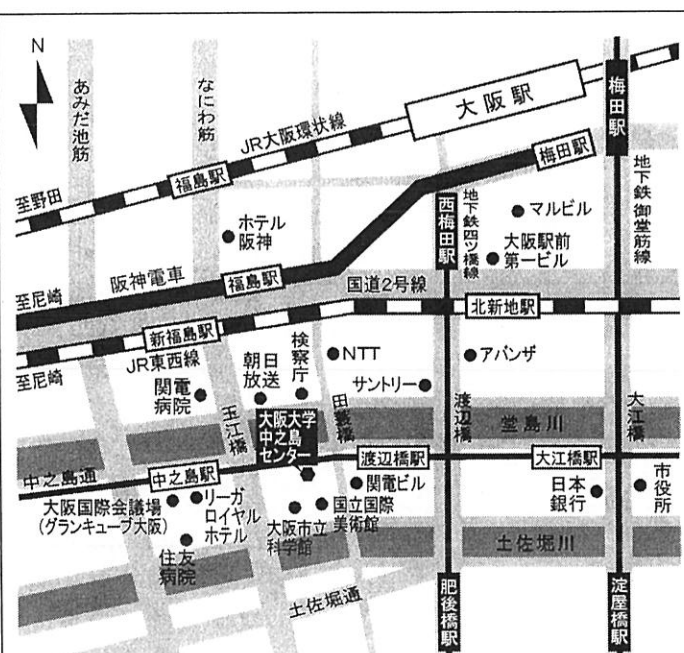 N
あみだ池筋
なにわ筋
JR大阪環状線
大阪駅
梅田駅
至野田
福島駅
梅田駅
地下鉄御堂筋線
ホテル
阪神
西梅田駅
地下鉄四ツ橋線
マルビル
大阪駅前
第一ビル
阪神電車
福島駅
国道2号線
至尼崎
新福島駅
北新地駅
JR東西線
至尼崎
関電
病院
朝日
放送
検察庁
NTT
アバンザ
サントリー
玉江橋
大阪大学
中之島
センター
田蓑橋
渡辺橋
堂島川
大江橋
中之島通
中之島駅
渡辺橋駅
大江橋駅
大阪国際会議場
(グランキューブ大阪)
リーガ
ロイヤル
ホテル
関電ビル
国立国際
美術館
大阪市立
科学館
日本
銀行
市役所
住友
病院
土佐堀川
土佐堀通
肥後橋駅
淀屋橋駅